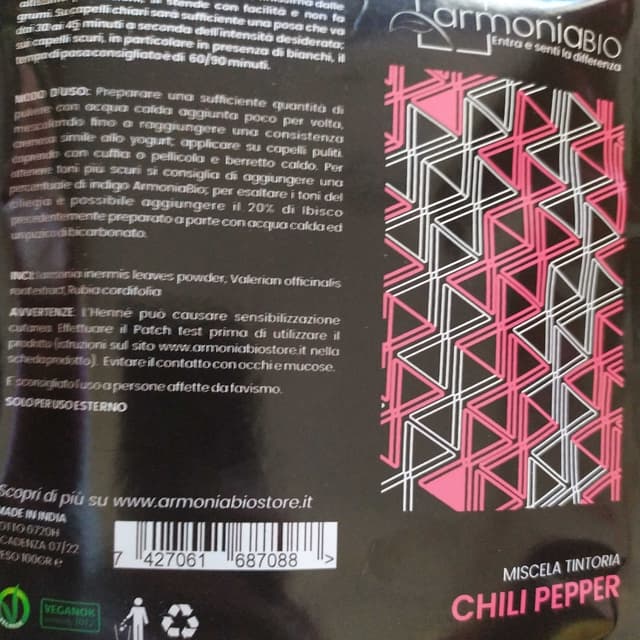 si stende con facilità e non fa
grumi. Su capelli chiari sarà sufficiente una posa che va
dai 30 ai 45 minuti a seconda dell'intensità desiderata;
sui capelli scuri, in particolare in presenza di bianchi, il
tempo di posa consigliato è di 60/90 minuti.
MODO D'USO: Preparare una sufficiente quantità di
polvere con acqua calda aggiunta poco per volta,
mescolando fino a raggiungere una consistenza
cremosa simile allo yogurt; applicare su capelli puliti,
coprendo con cuffia o pellicola e berretto caldo. Per
ottenere toni più scuri si consiglia di aggiungere una
percentuale di indigo ArmoniaBio; per esaltare i toni del
ciliegia è possibile aggiungere il 20% di Ibisco
precedentemente preparato a parte con acqua calda ed
un pizzico di bicarbonato.
INCI: Lawsonia inermis leaves powder, Valerian officinalis
root extract, Rubia cordifolia
AVVERTENZE: L'Hennè può causare sensibilizzazione
cutanea. Effettuare il Patch test prima di utilizzare il
prodotto (istruzioni sul sito www.armoniabiostore.it nella
scheda prodotto). Evitare il contatto con occhi e mucose.
E' sconsigliato l'uso a persone affette da favismo.
SOLO PER USO ESTERNO
Scopri di più su www.armoniabiostore.it
MADE IN INDIA
OTTO 0720H
CADENZA 07/22
PESO 100GR e
7 427061 687088 >
VEGANOK
armoniaBIO
Entra e senti la differenza
MISCELA TINTORIA
CHILI PEPPER